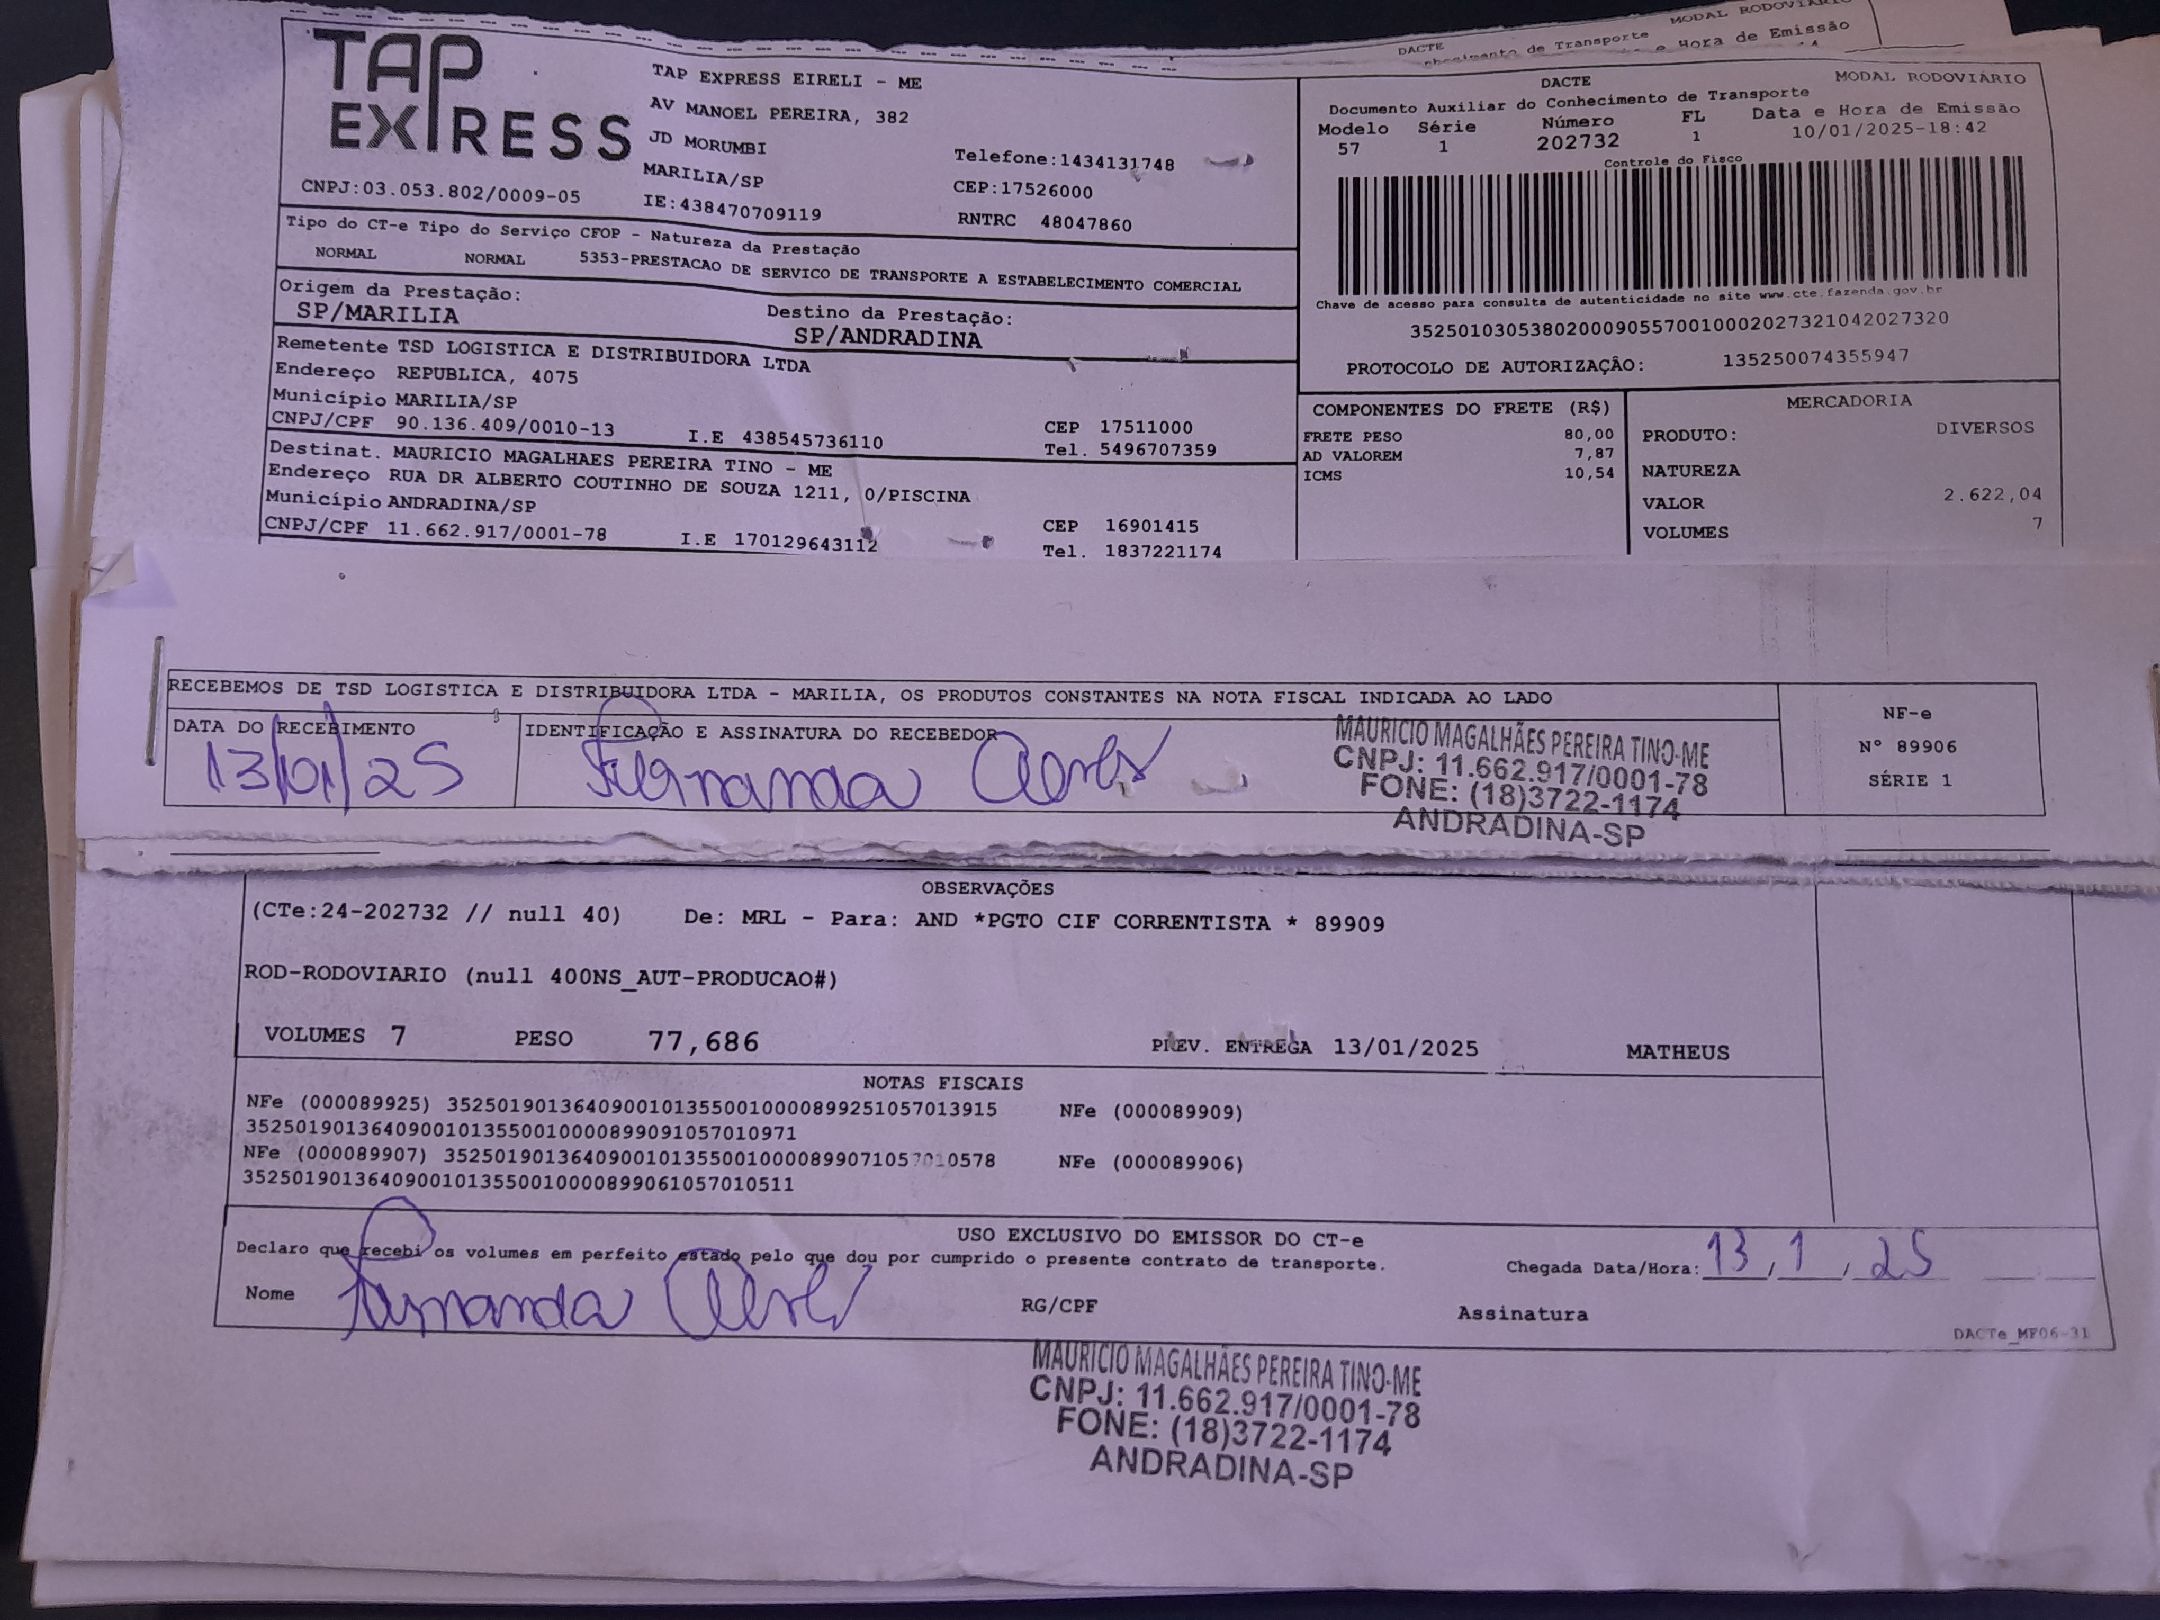 MODAL RODOVIÁRIO
DACTE
de Transporte
e Hora de Emissão
TAP
EXPRESS
TAP EXPRESS EIRELI - ME
AV MANOEL PEREIRA, 382
JD MORUMBI
MARILIA/SP
Telefone:1434131748
CEP:17526000
CNPJ:03.053.802/0009-05
IE:438470709119
RNTRC 48047860
DACTE
MODAL RODOVIÁRIO
Documento Auxiliar do Conhecimento de Transporte
Modelo Série Número FL Data e Hora de Emissão
57 1 202732 1 10/01/2025-18:42
Controle do Fisco
Chave de acesso para consulta de autenticidade no site www.cte.fazenda.gov.br
35250103053802000905570010002027321042027320
PROTOCOLO DE AUTORIZAÇÃO: 135250074355947
Tipo do CT-e Tipo do Serviço CFOP - Natureza da Prestação
NORMAL NORMAL 5353-PRESTACAO DE SERVICO DE TRANSPORTE A ESTABELECIMENTO COMERCIAL
Origem da Prestação: Destino da Prestação:
SP/MARILIA SP/ANDRADINA
Remetente TSD LOGISTICA E DISTRIBUIDORA LTDA
Endereço REPUBLICA, 4075
Município MARILIA/SP
CNPJ/CPF 90.136.409/0010-13 I.E 438545736110
CEP 17511000
Tel. 5496707359
Destinat. MAURICIO MAGALHAES PEREIRA TINO - ME
Endereço RUA DR ALBERTO COUTINHO DE SOUZA 1211, 0/PISCINA
Município ANDRADINA/SP
CNPJ/CPF 11.662.917/0001-78 I.E 170129643112
CEP 16901415
Tel. 1837221174
COMPONENTES DO FRETE (R$)
FRETE PESO 80,00
AD VALOREM 7,87
ICMS 10,54
MERCADORIA
PRODUTO: DIVERSOS
NATUREZA
VALOR 2.622,04
VOLUMES 7
RECEBEMOS DE TSD LOGISTICA E DISTRIBUIDORA LTDA - MARILIA, OS PRODUTOS CONSTANTES NA NOTA FISCAL INDICADA AO LADO
DATA DO RECEBIMENTO
13/01/25
IDENTIFICAÇÃO E ASSINATURA DO RECEBEDOR
Fernanda
MAURICIO MAGALHÃES PEREIRA TINO-ME
CNPJ: 11.662.917/0001-78
FONE: (18)3722-1174
ANDRADINA-SP
NF-e
Nº 89906
SÉRIE 1
OBSERVAÇÕES
(CTe:24-202732 // null 40) De: MRL - Para: AND *PGTO CIF CORRENTISTA * 89909
ROD-RODOVIARIO (null 400NS_AUT-PRODUCAO#)
VOLUMES 7 PESO 77,686 PREV. ENTREGA 13/01/2025 MATHEUS
NOTAS FISCAIS
NFe (000089925) 35250190136409001013550010000899251057013915 NFe (000089909)
35250190136409001013550010000899091057010971
NFe (000089907) 35250190136409001013550010000899071057010578 NFe (000089906)
35250190136409001013550010000899061057010511
USO EXCLUSIVO DO EMISSOR DO CT-e
Declaro que recebi os volumes em perfeito estado pelo que dou por cumprido o presente contrato de transporte.
Chegada Data/Hora: 13/1/25
Nome Fernanda RG/CPF Assinatura
DACTe_MF06-31
MAURICIO MAGALHÃES PEREIRA TINO-ME
CNPJ: 11.662.917/0001-78
FONE: (18)3722-1174
ANDRADINA-SP